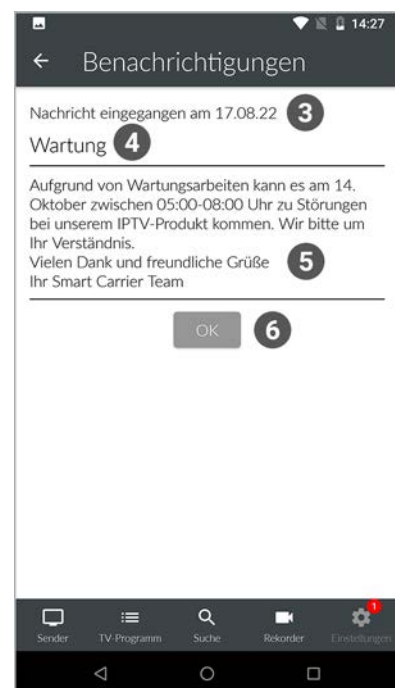 14:27
Benachrichtigungen
Nachricht eingegangen am 17.08.22 3
Wartung 4
Aufgrund von Wartungsarbeiten kann es am 14.
Oktober zwischen 05:00-08:00 Uhr zu Störungen
bei unserem IPTV-Produkt kommen. Wir bitte um
Ihr Verständnis.
Vielen Dank und freundliche Grüße 5
Ihr Smart Carrier Team
OK 6
1
Sender TV-Programm Suche Rekorder Einstellungen